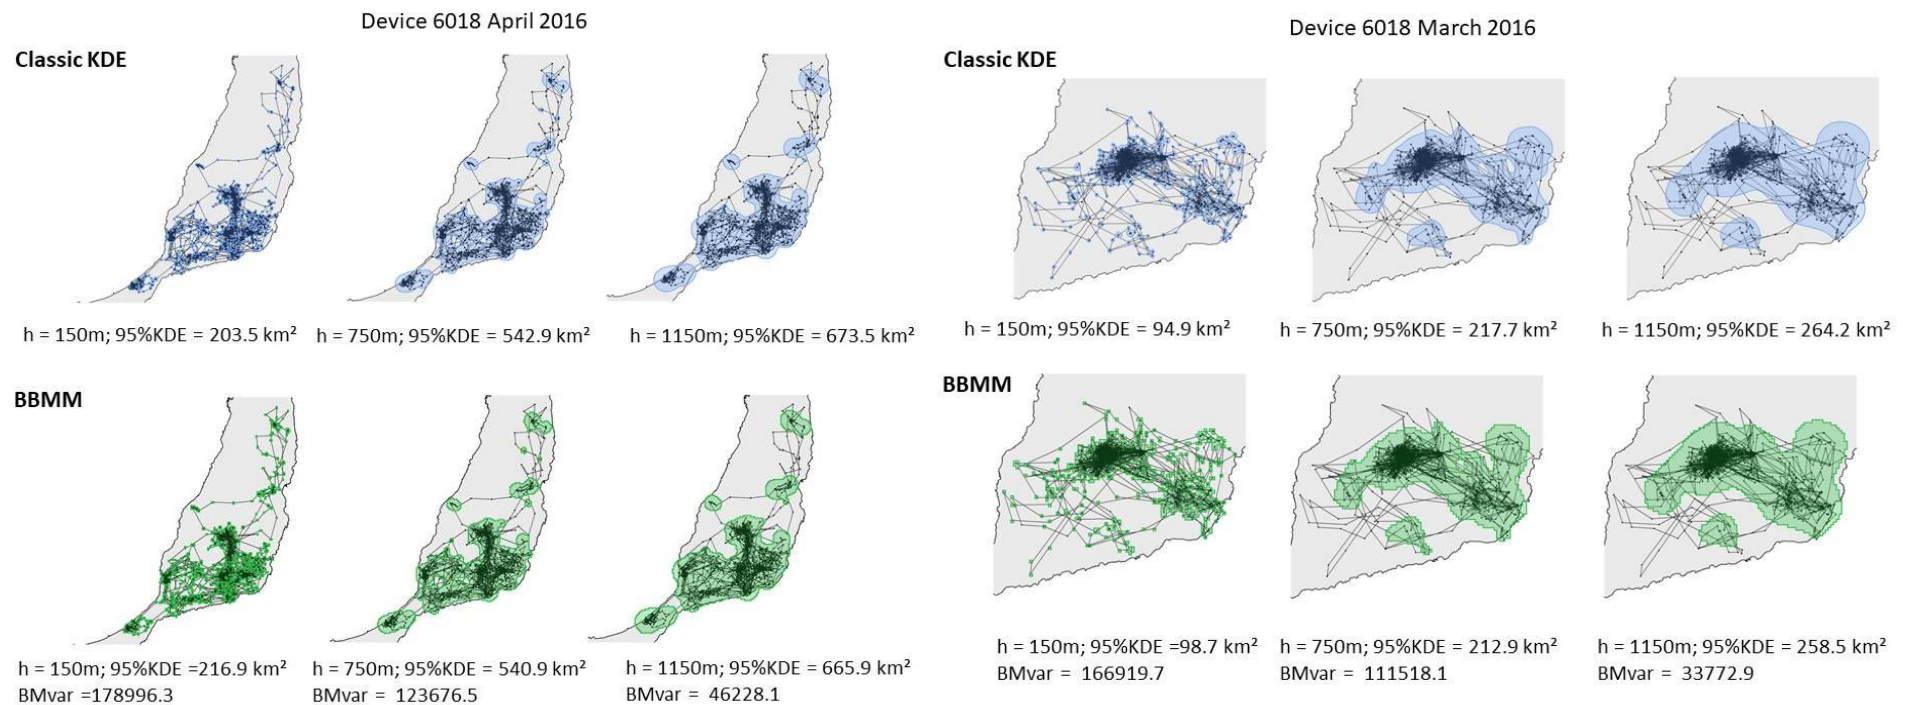 Device 6018 April 2016
Classic KDE
h = 150m; 95%KDE = 203.5 km²
h = 750m; 95%KDE = 542.9 km²
h = 1150m; 95%KDE = 673.5 km²
BBMM
h = 150m; 95%KDE =216.9 km²
BMvar =178996.3
h = 750m; 95%KDE = 540.9 km²
BMvar = 123676.5
h = 1150m; 95%KDE = 665.9 km²
BMvar = 46228.1
Device 6018 March 2016
Classic KDE
h = 150m; 95%KDE = 94.9 km²
h = 750m; 95%KDE = 217.7 km²
h = 1150m; 95%KDE = 264.2 km²
BBMM
h = 150m; 95%KDE =98.7 km²
BMvar = 166919.7
h = 750m; 95%KDE = 212.9 km²
BMvar = 111518.1
h = 1150m; 95%KDE = 258.5 km²
BMvar = 33772.9